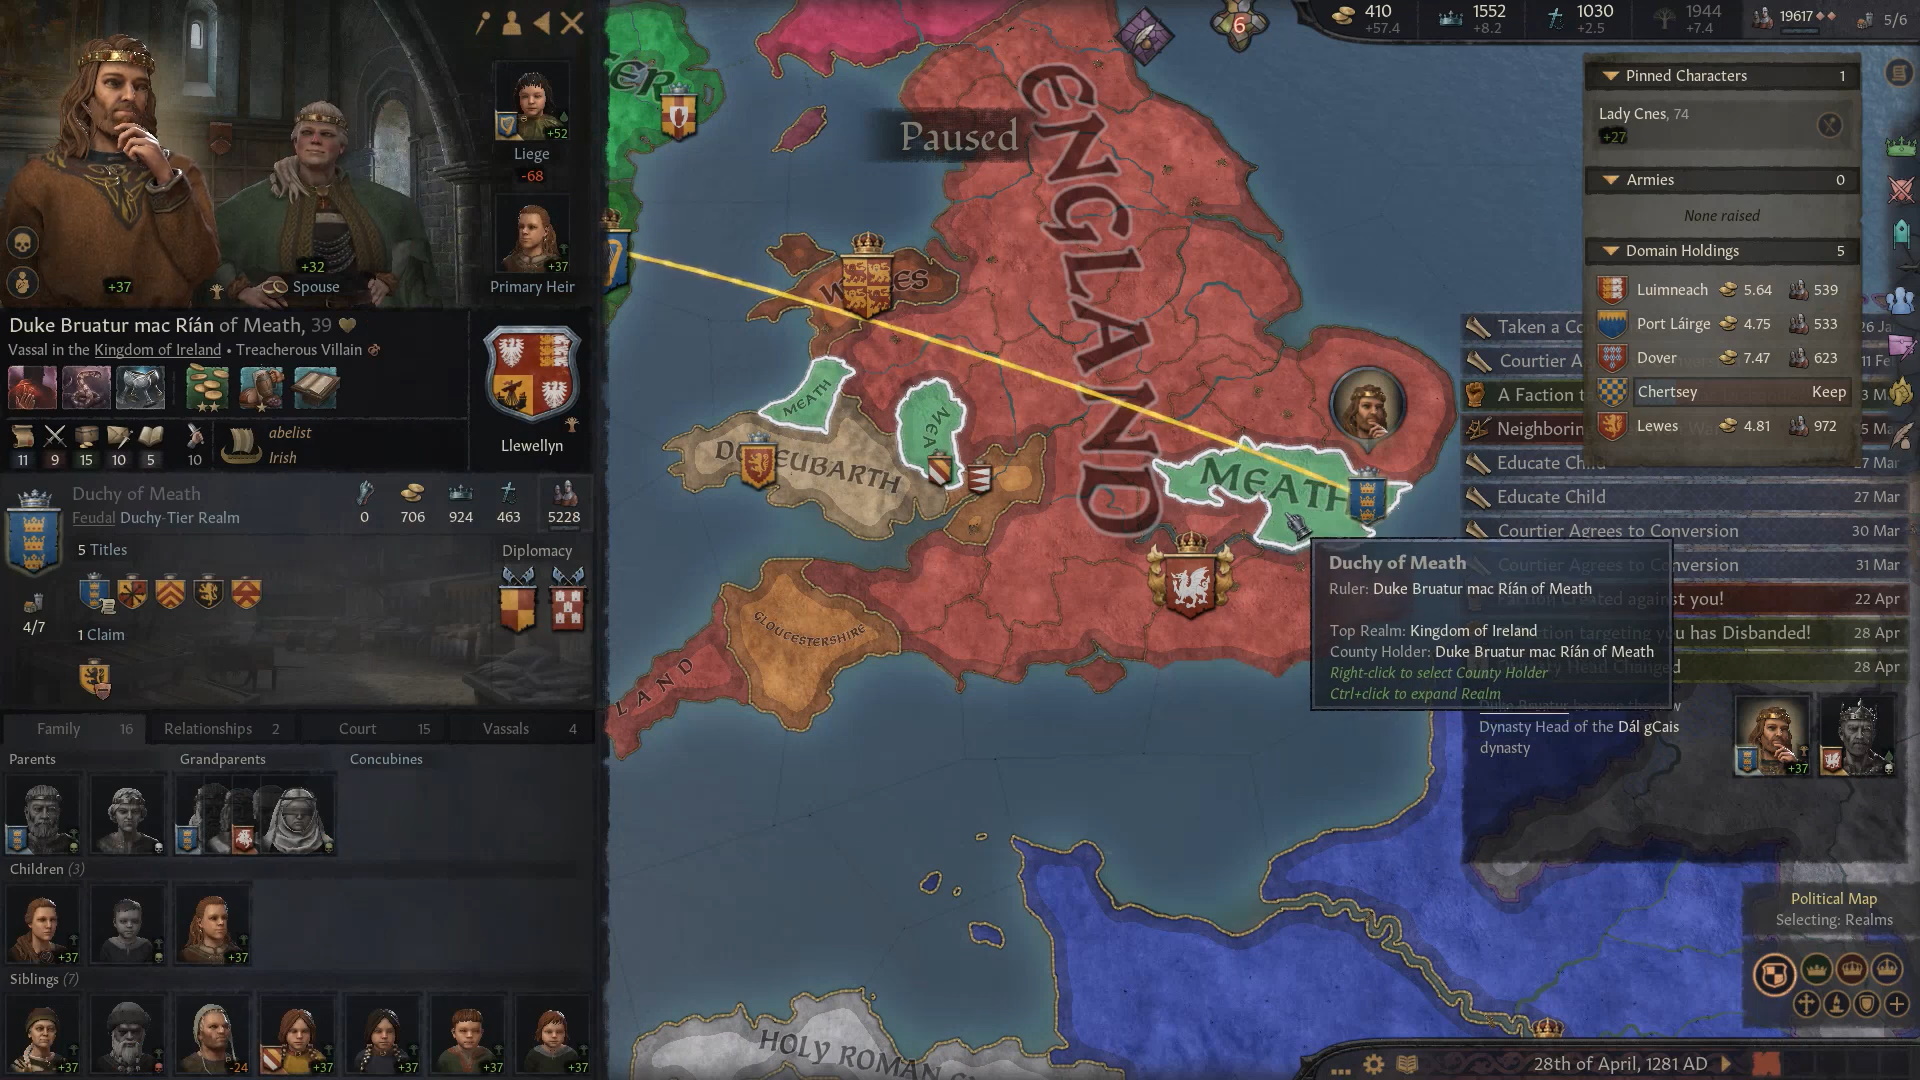 +52
Liege
-68
+37
+32
Spouse
+37
Primary Heir
Duke Bruatur mac Ríán of Meath, 39
Vassal in the Kingdom of Ireland • Treacherous Villain
11 9 15 10 5 10
abelist
Irish
Llewellyn
Duchy of Meath
Feudal Duchy-Tier Realm
0 706 924 463 5228
5 Titles
Diplomacy
4/7
1 Claim
Family 16
Relationships 2
Court 15
Vassals 4
Parents
Grandparents
Concubines
Children (3)
+37
+37
Siblings (7)
+37
-24
+37
+37
+37
+37
Paused
ENGLAND
MEATH
MEATH
GLOUCESTERSHIRE
LAND
HOLY ROMAN
6
410
+57.4
1552
+8.2
1030
+2.5
1944
+7.4
19617
5/6
Pinned Characters 1
Lady Cnes, 74
+27
Armies 0
None raised
Domain Holdings 5
Luimneach 5.64 539
Port Láirge 4.75 533
Dover 7.47 623
Chertsey Keep
Lewes 4.81 972
Taken a
Courtier
A Faction
Neighboring
Educate Child
Educate Child 27 Mar
Courtier Agrees to Conversion 30 Mar
31 Mar
st you! 22 Apr
has Disbanded! 28 Apr
28 Apr
Duchy of Meath
Ruler: Duke Bruatur mac Ríán of Meath
Top Realm: Kingdom of Ireland
County Holder: Duke Bruatur mac Ríán of Meath
Right-click to select County Holder
Ctrl+click to expand Realm
Dynasty Head of the Dál gCais
dynasty
+37
Political Map
Selecting: Realms
28th of April, 1281 AD